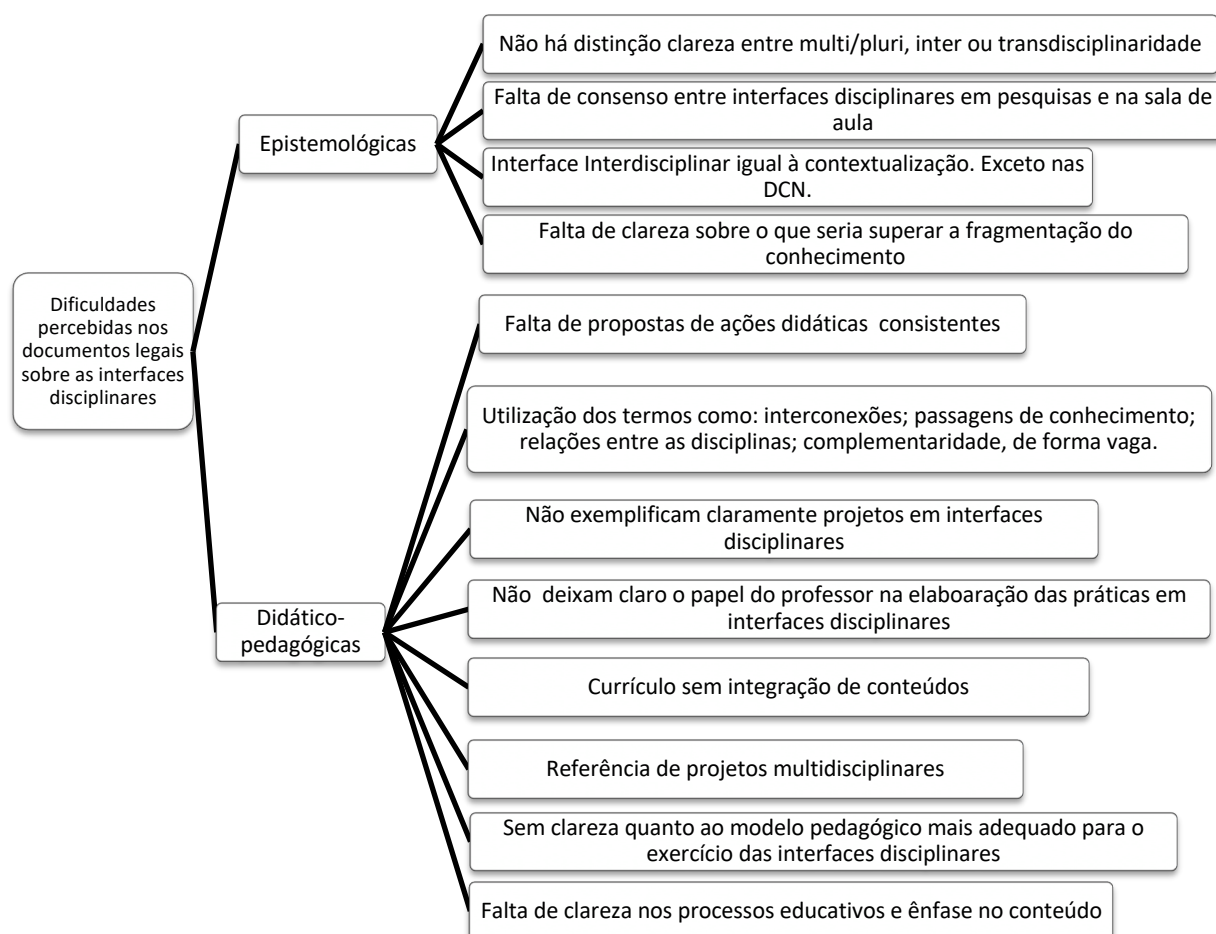 Não há distinção clareza entre multi/pluri, inter ou transdisciplinaridade
Falta de consenso entre interfaces disciplinares em pesquisas e na sala de
aula
Epistemológicas
Interface Interdisciplinar igual à contextualização. Exceto nas
DCN.
Falta de clareza sobre o que seria superar a fragmentação do
conhecimento
Dificuldades
percebidas nos
documentos legais
sobre as interfaces
disciplinares
Falta de propostas de ações didáticas consistentes
Utilização dos termos como: interconexões; passagens de conhecimento;
relações entre as disciplinas; complementaridade, de forma vaga.
Não exemplificam claramente projetos em interfaces
disciplinares
Não deixam claro o papel do professor na elaboaração das práticas em
interfaces disciplinares
Didático-
pedagógicas
Currículo sem integração de conteúdos
Referência de projetos multidisciplinares
Sem clareza quanto ao modelo pedagógico mais adequado para o
exercício das interfaces disciplinares
Falta de clareza nos processos educativos e ênfase no conteúdo